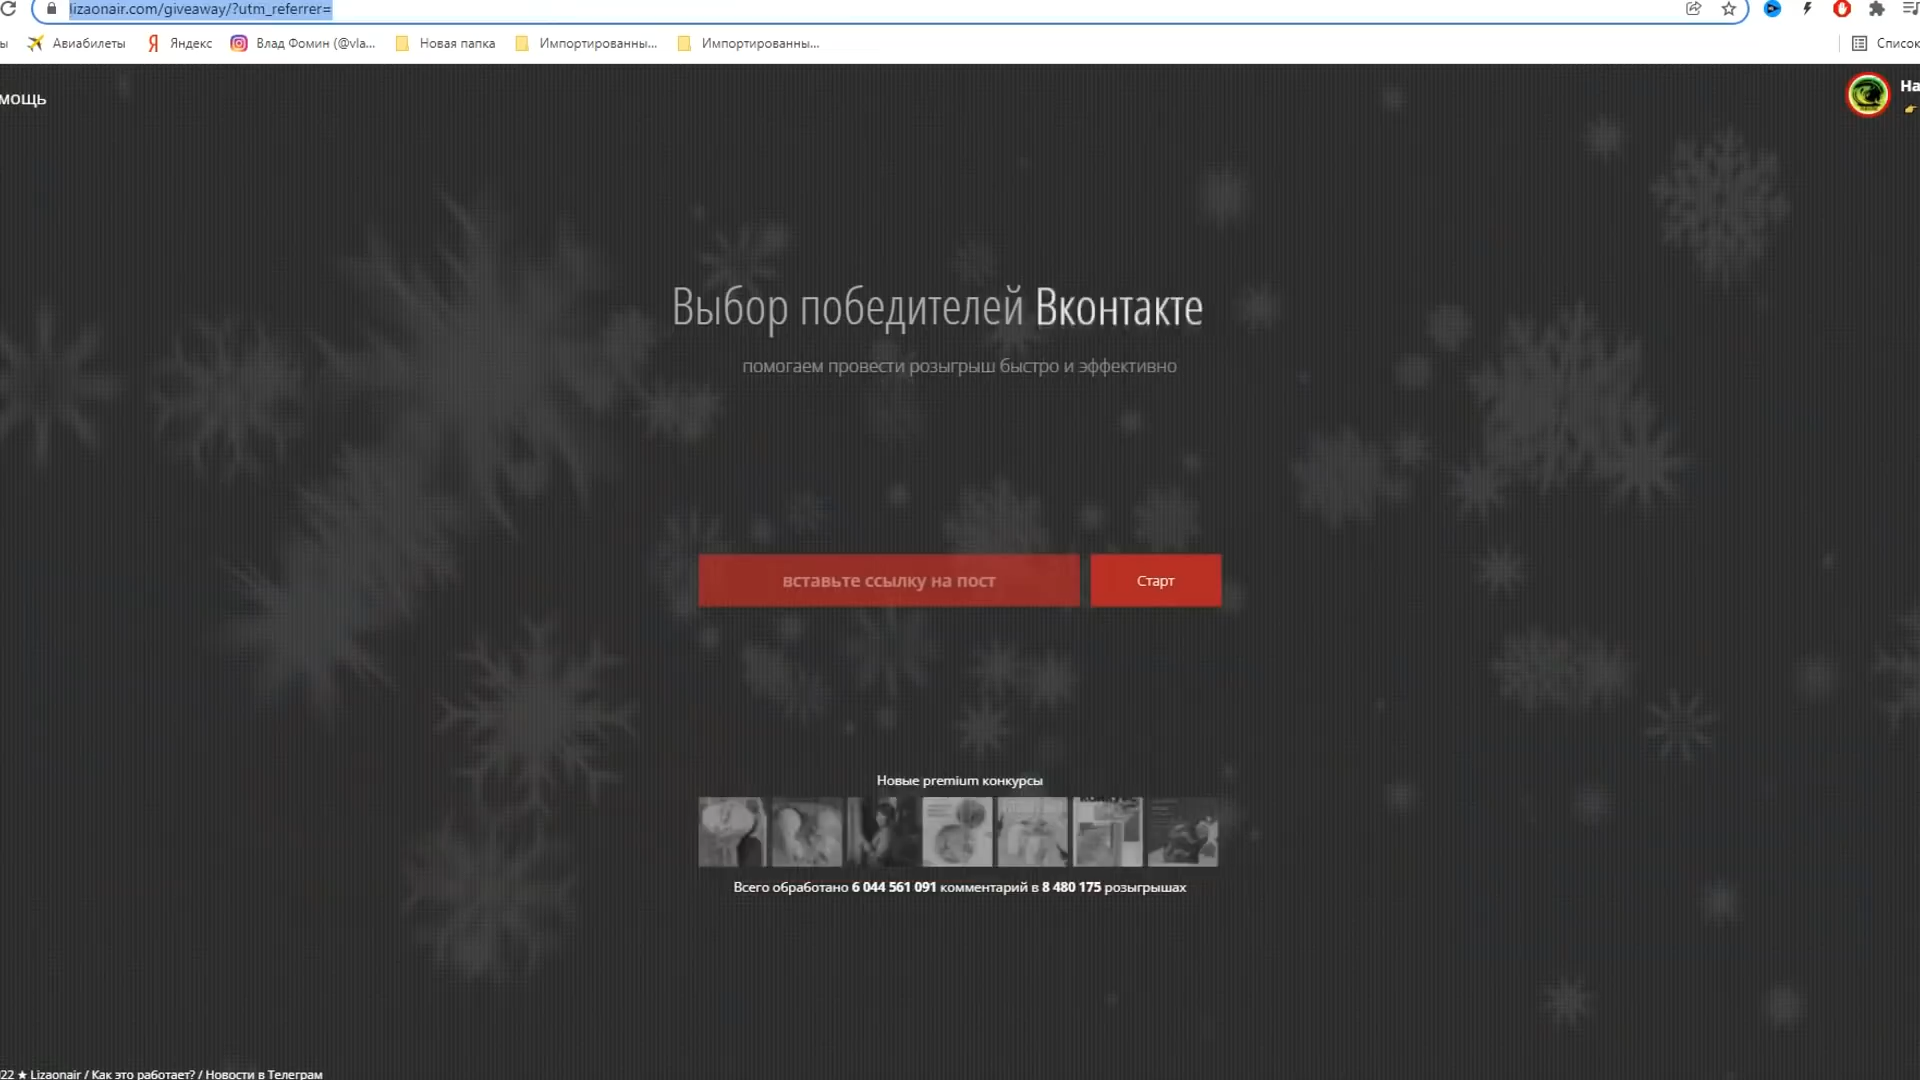 lizaonair.com/giveaway/?utm_referrer=
ы Авиабилеты Яндекс Влад Фомин (@vla... Новая папка Импортированны... Импортированны... Список
мощь
На
Выбор победителей Вконтакте
помогаем провести розыгрыш быстро и эффективно
вставьте ссылку на пост Старт
Новые premium конкурсы
Всего обработано 6 044 561 091 комментарий в 8 480 175 розыгрышах
22 ★ Lizaonair / Как это работает? / Новости в Телеграм